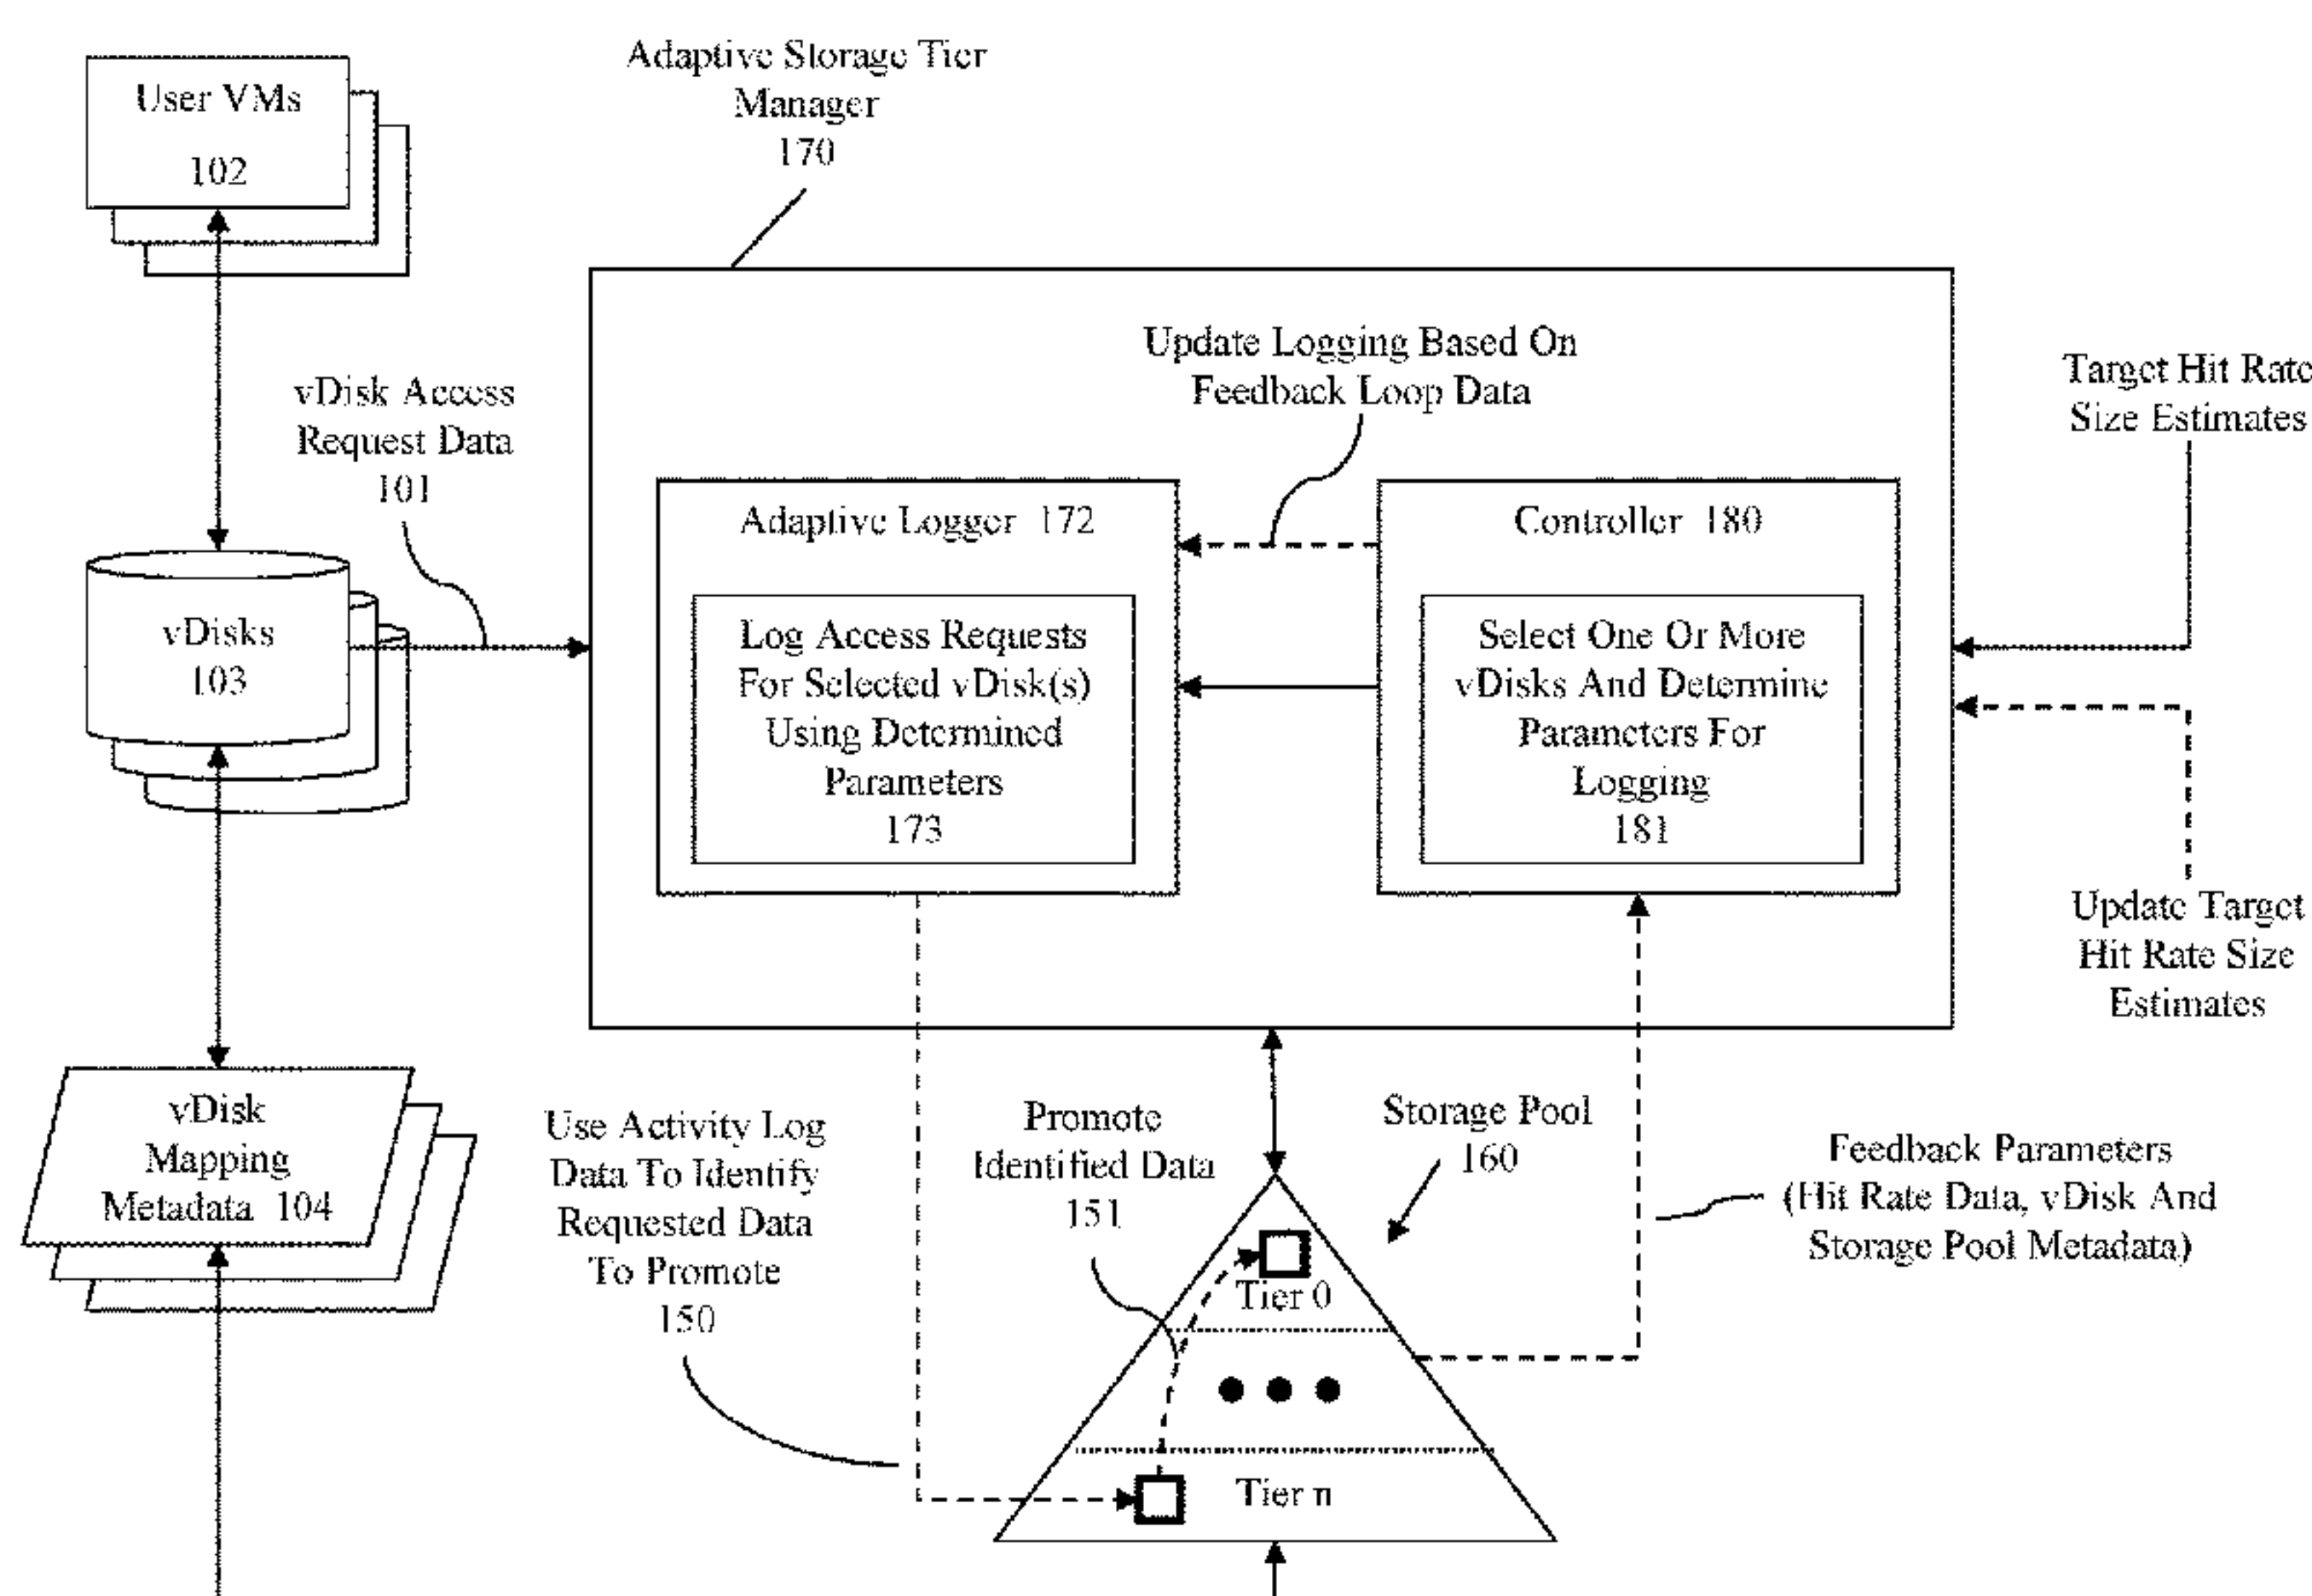 User VMs
102
Adaptive Storage Tier
Manager
170
vDisk Access
Request Data
101
Update Logging Based On
Feedback Loop Data
Target Hit Rate
Size Estimates
Adaptive Logger 172
Log Access Requests
For Selected vDisk(s)
Using Determined
Parameters
173
Controller 180
Select One Or More
vDisks And Determine
Parameters For
Logging
181
vDisks
103
Update Target
Hit Rate Size
Estimates
vDisk
Mapping
Metadata 104
Use Activity Log
Data To Identify
Requested Data
To Promote
150
Promote
Identified Data
151
Storage Pool
160
Feedback Parameters
(Hit Rate Data, vDisk And
Storage Pool Metadata)
Tier 0
Tier n